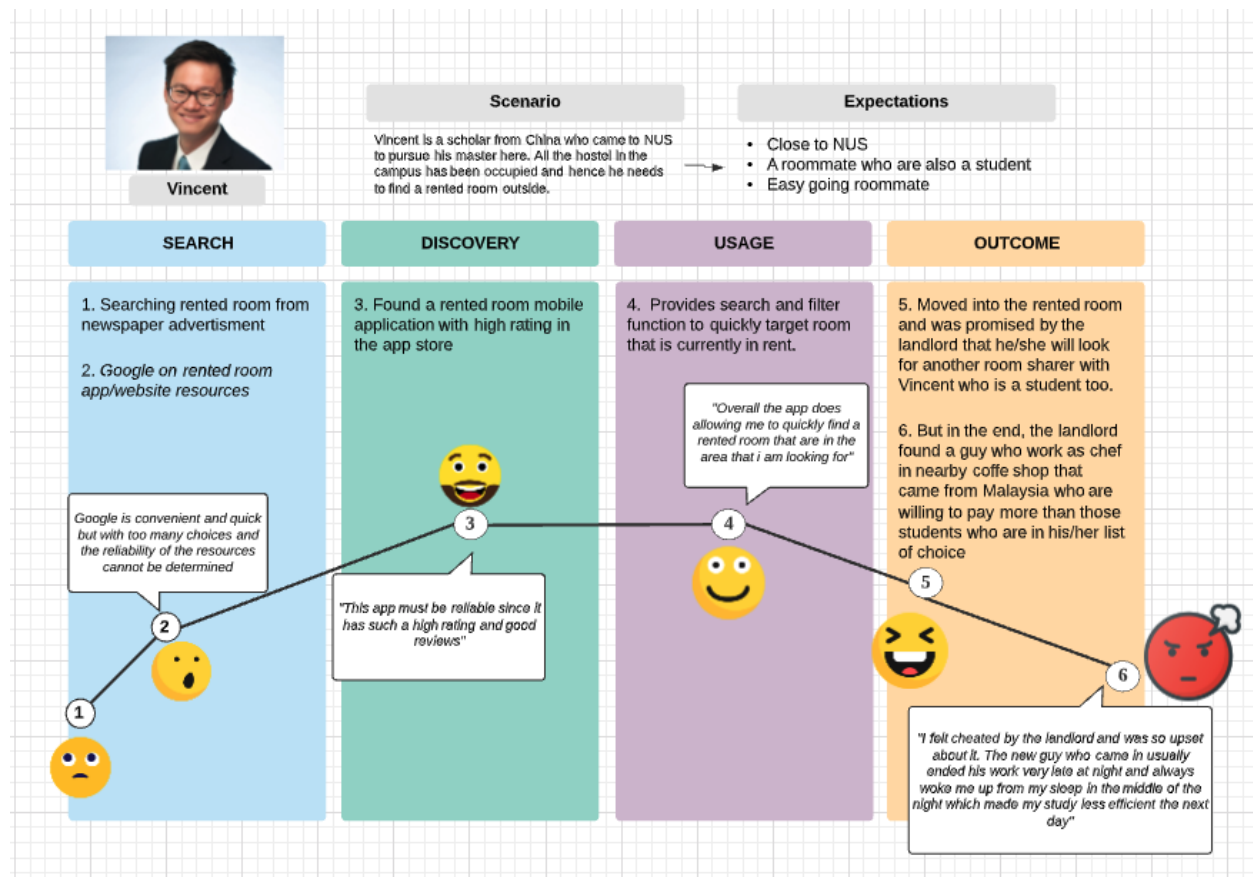 Vincent
Scenario
Vincent is a scholar from China who came to NUS
to pursue his master here. All the hostel in the
campus has been occupied and hence he needs
to find a rented room outside.
Expectations
• Close to NUS
• A roommate who are also a student
• Easy going roommate
SEARCH
1. Searching rented room from
newspaper advertisment
2. Google on rented room
app/website resources
Google is convenient and quick
but with too many choices and
the reliability of the resources
cannot be determined
2
1
DISCOVERY
3. Found a rented room mobile
application with high rating in
the app store
3
"This app must be reliable since it
has such a high rating and good
reviews"
USAGE
4. Provides search and filter
function to quickly target room
that is currently in rent.
"Overall the app does
allowing me to quickly find a
rented room that are in the
area that i am looking for"
4
OUTCOME
5. Moved into the rented room
and was promised by the
landlord that he/she will look
for another room sharer with
Vincent who is a student too.
6. But in the end, the landlord
found a guy who work as chef
in nearby coffe shop that
came from Malaysia who are
willing to pay more than those
students who are in his/her list
of choice
5
6
"I felt cheated by the landlord and was so upset
about it. The new guy who came in usually
ended his work very late at night and always
woke me up from my sleep in the middle of the
night which made my study less efficient the next
day"